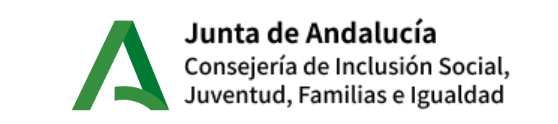 Junta de Andalucía
Consejería de Inclusión Social,
Juventud, Familias e Igualdad